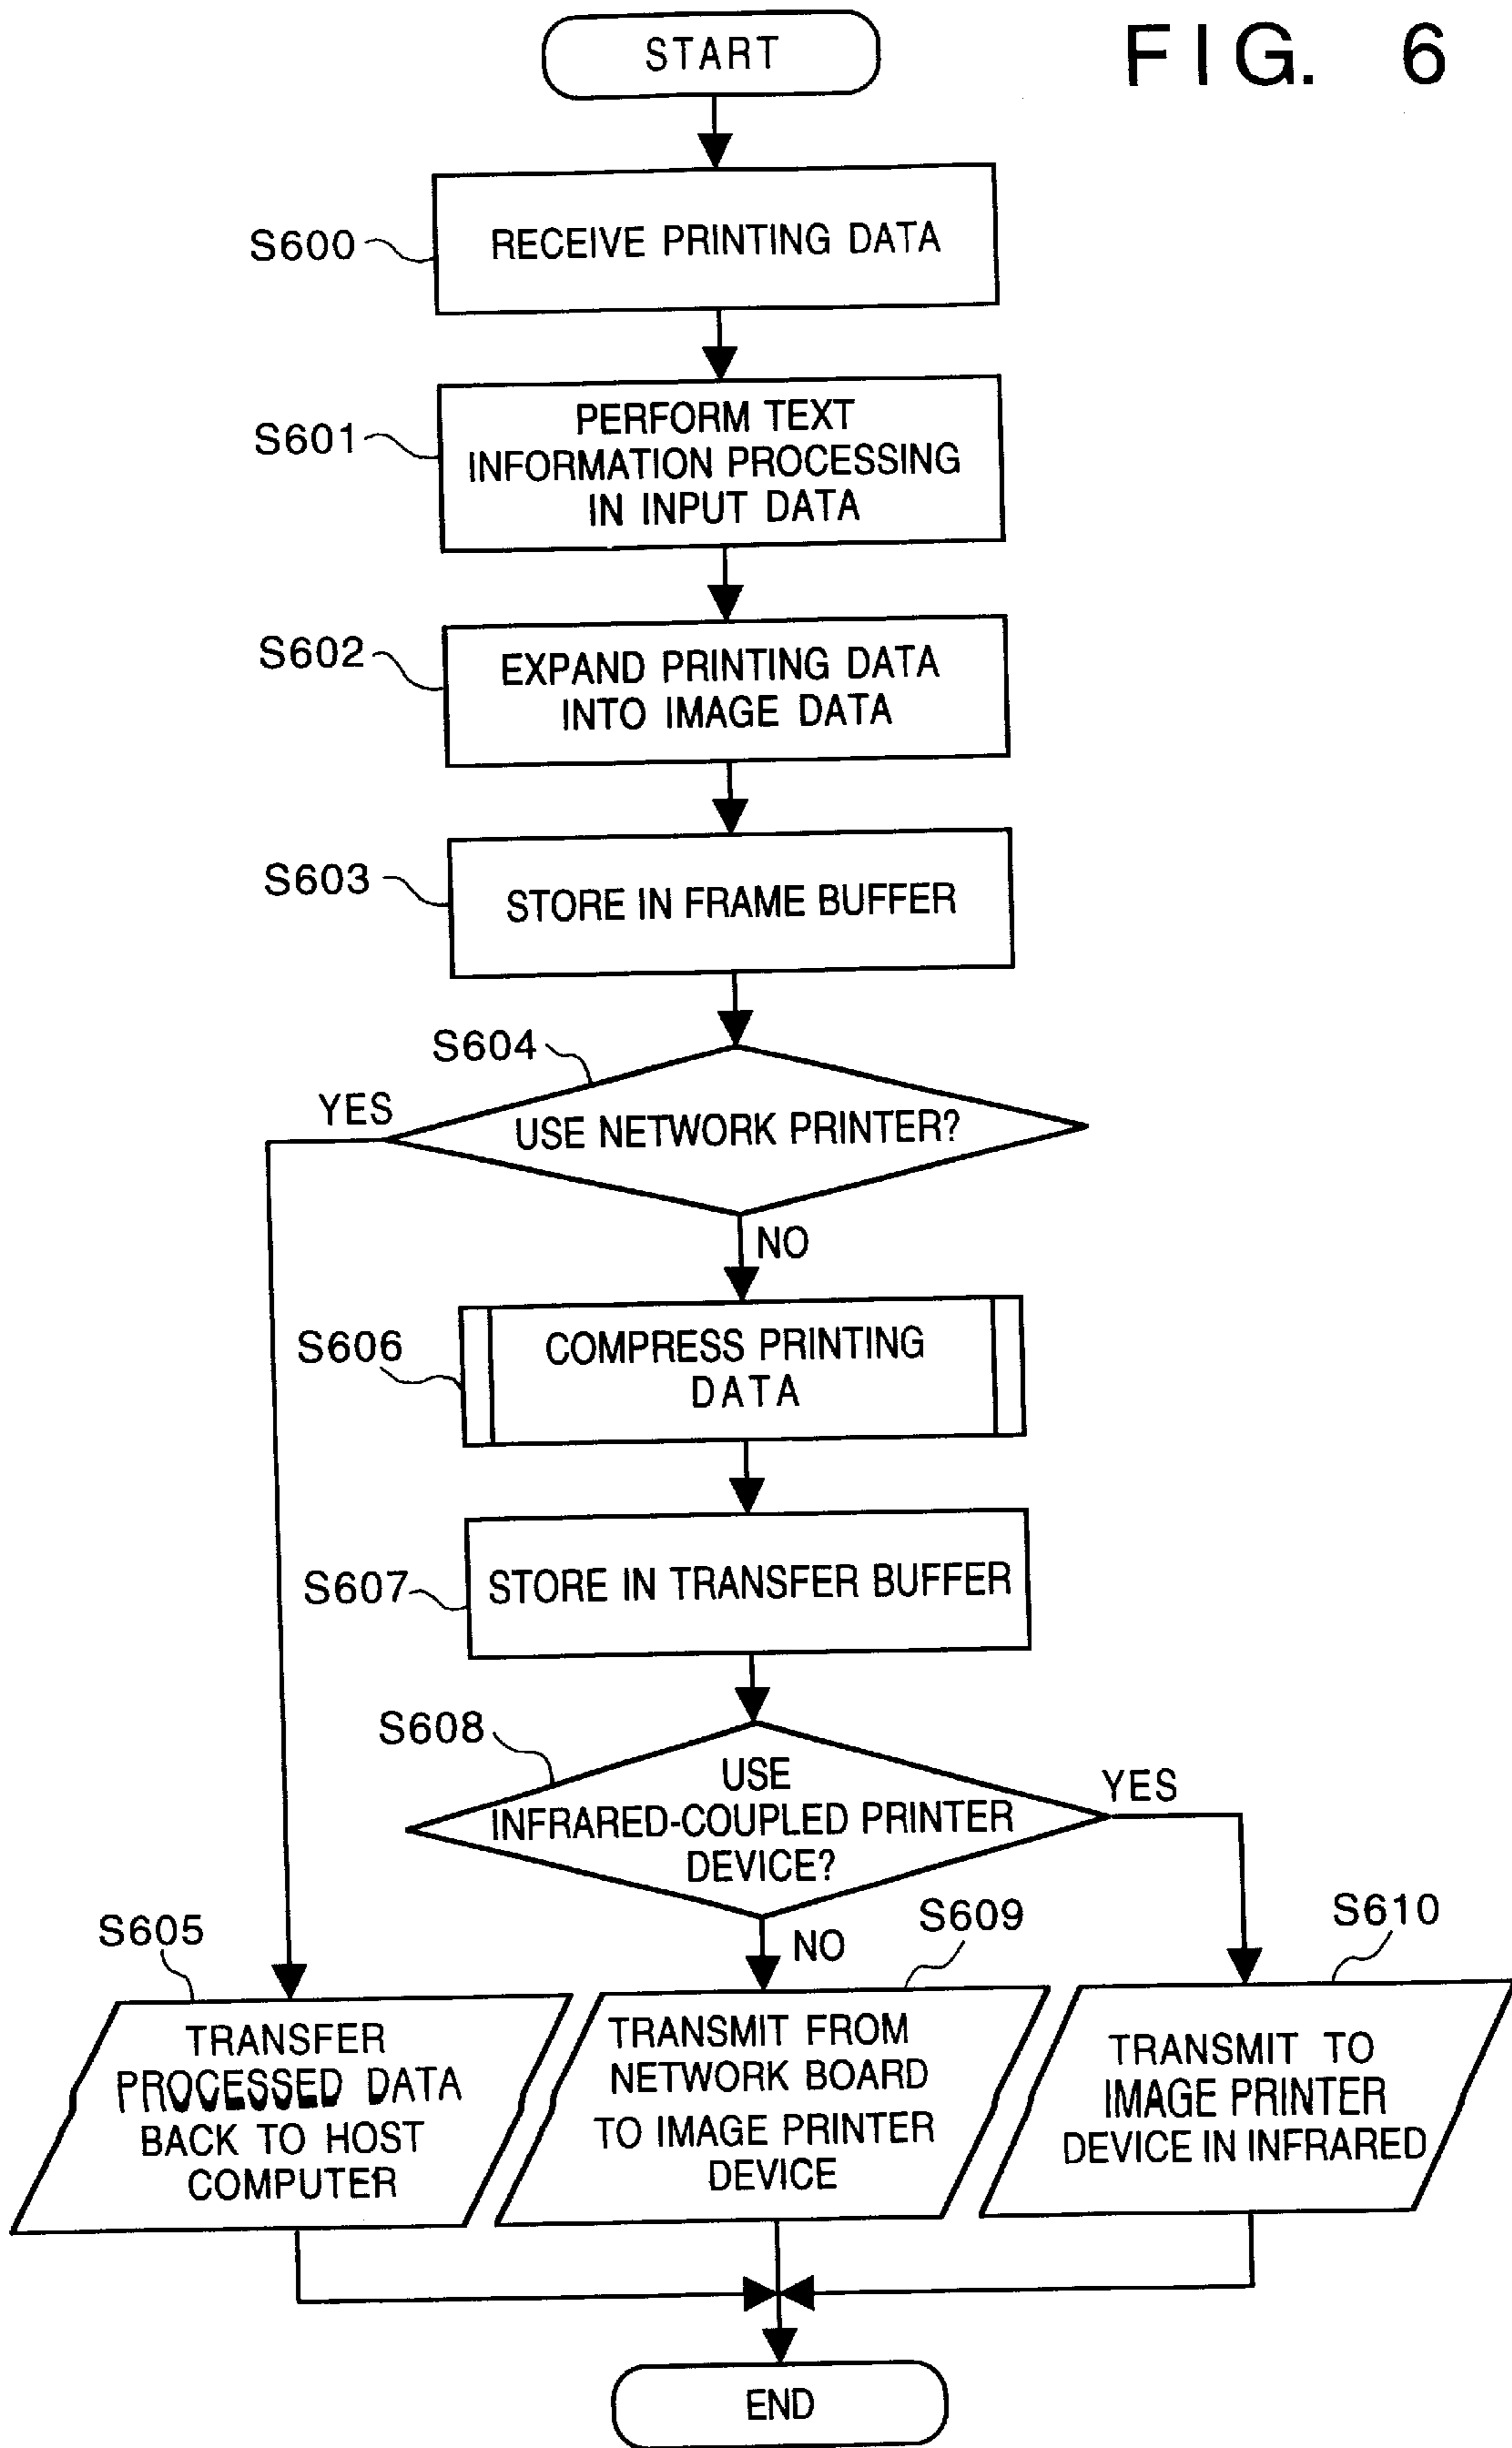 FIG. 6
START
S600
RECEIVE PRINTING DATA
S601
PERFORM TEXT
INFORMATION PROCESSING
IN INPUT DATA
S602
EXPAND PRINTING DATA
INTO IMAGE DATA
S603
STORE IN FRAME BUFFER
S604
YES
USE NETWORK PRINTER?
NO
S606
COMPRESS PRINTING
DATA
S607
STORE IN TRANSFER BUFFER
S608
USE
INFRARED-COUPLED PRINTER
DEVICE?
YES
NO
S605
TRANSFER
PROCESSED DATA
BACK TO HOST
COMPUTER
S609
TRANSMIT FROM
NETWORK BOARD
TO IMAGE PRINTER
DEVICE
S610
TRANSMIT TO
IMAGE PRINTER
DEVICE IN INFRARED
END